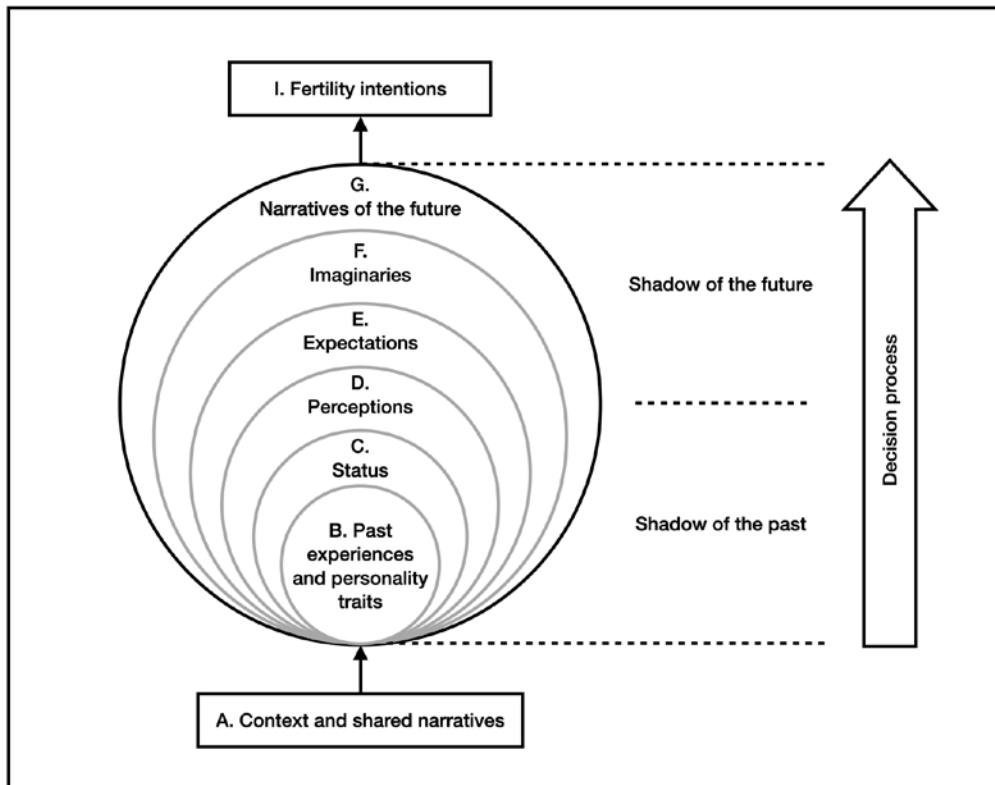 I. Fertility intentions
G.
Narratives of the future
F.
Imaginaries
Shadow of the future
E.
Expectations
D.
Perceptions
C.
Status
Shadow of the past
B. Past
experiences
and personality
traits
Decision process
A. Context and shared narratives